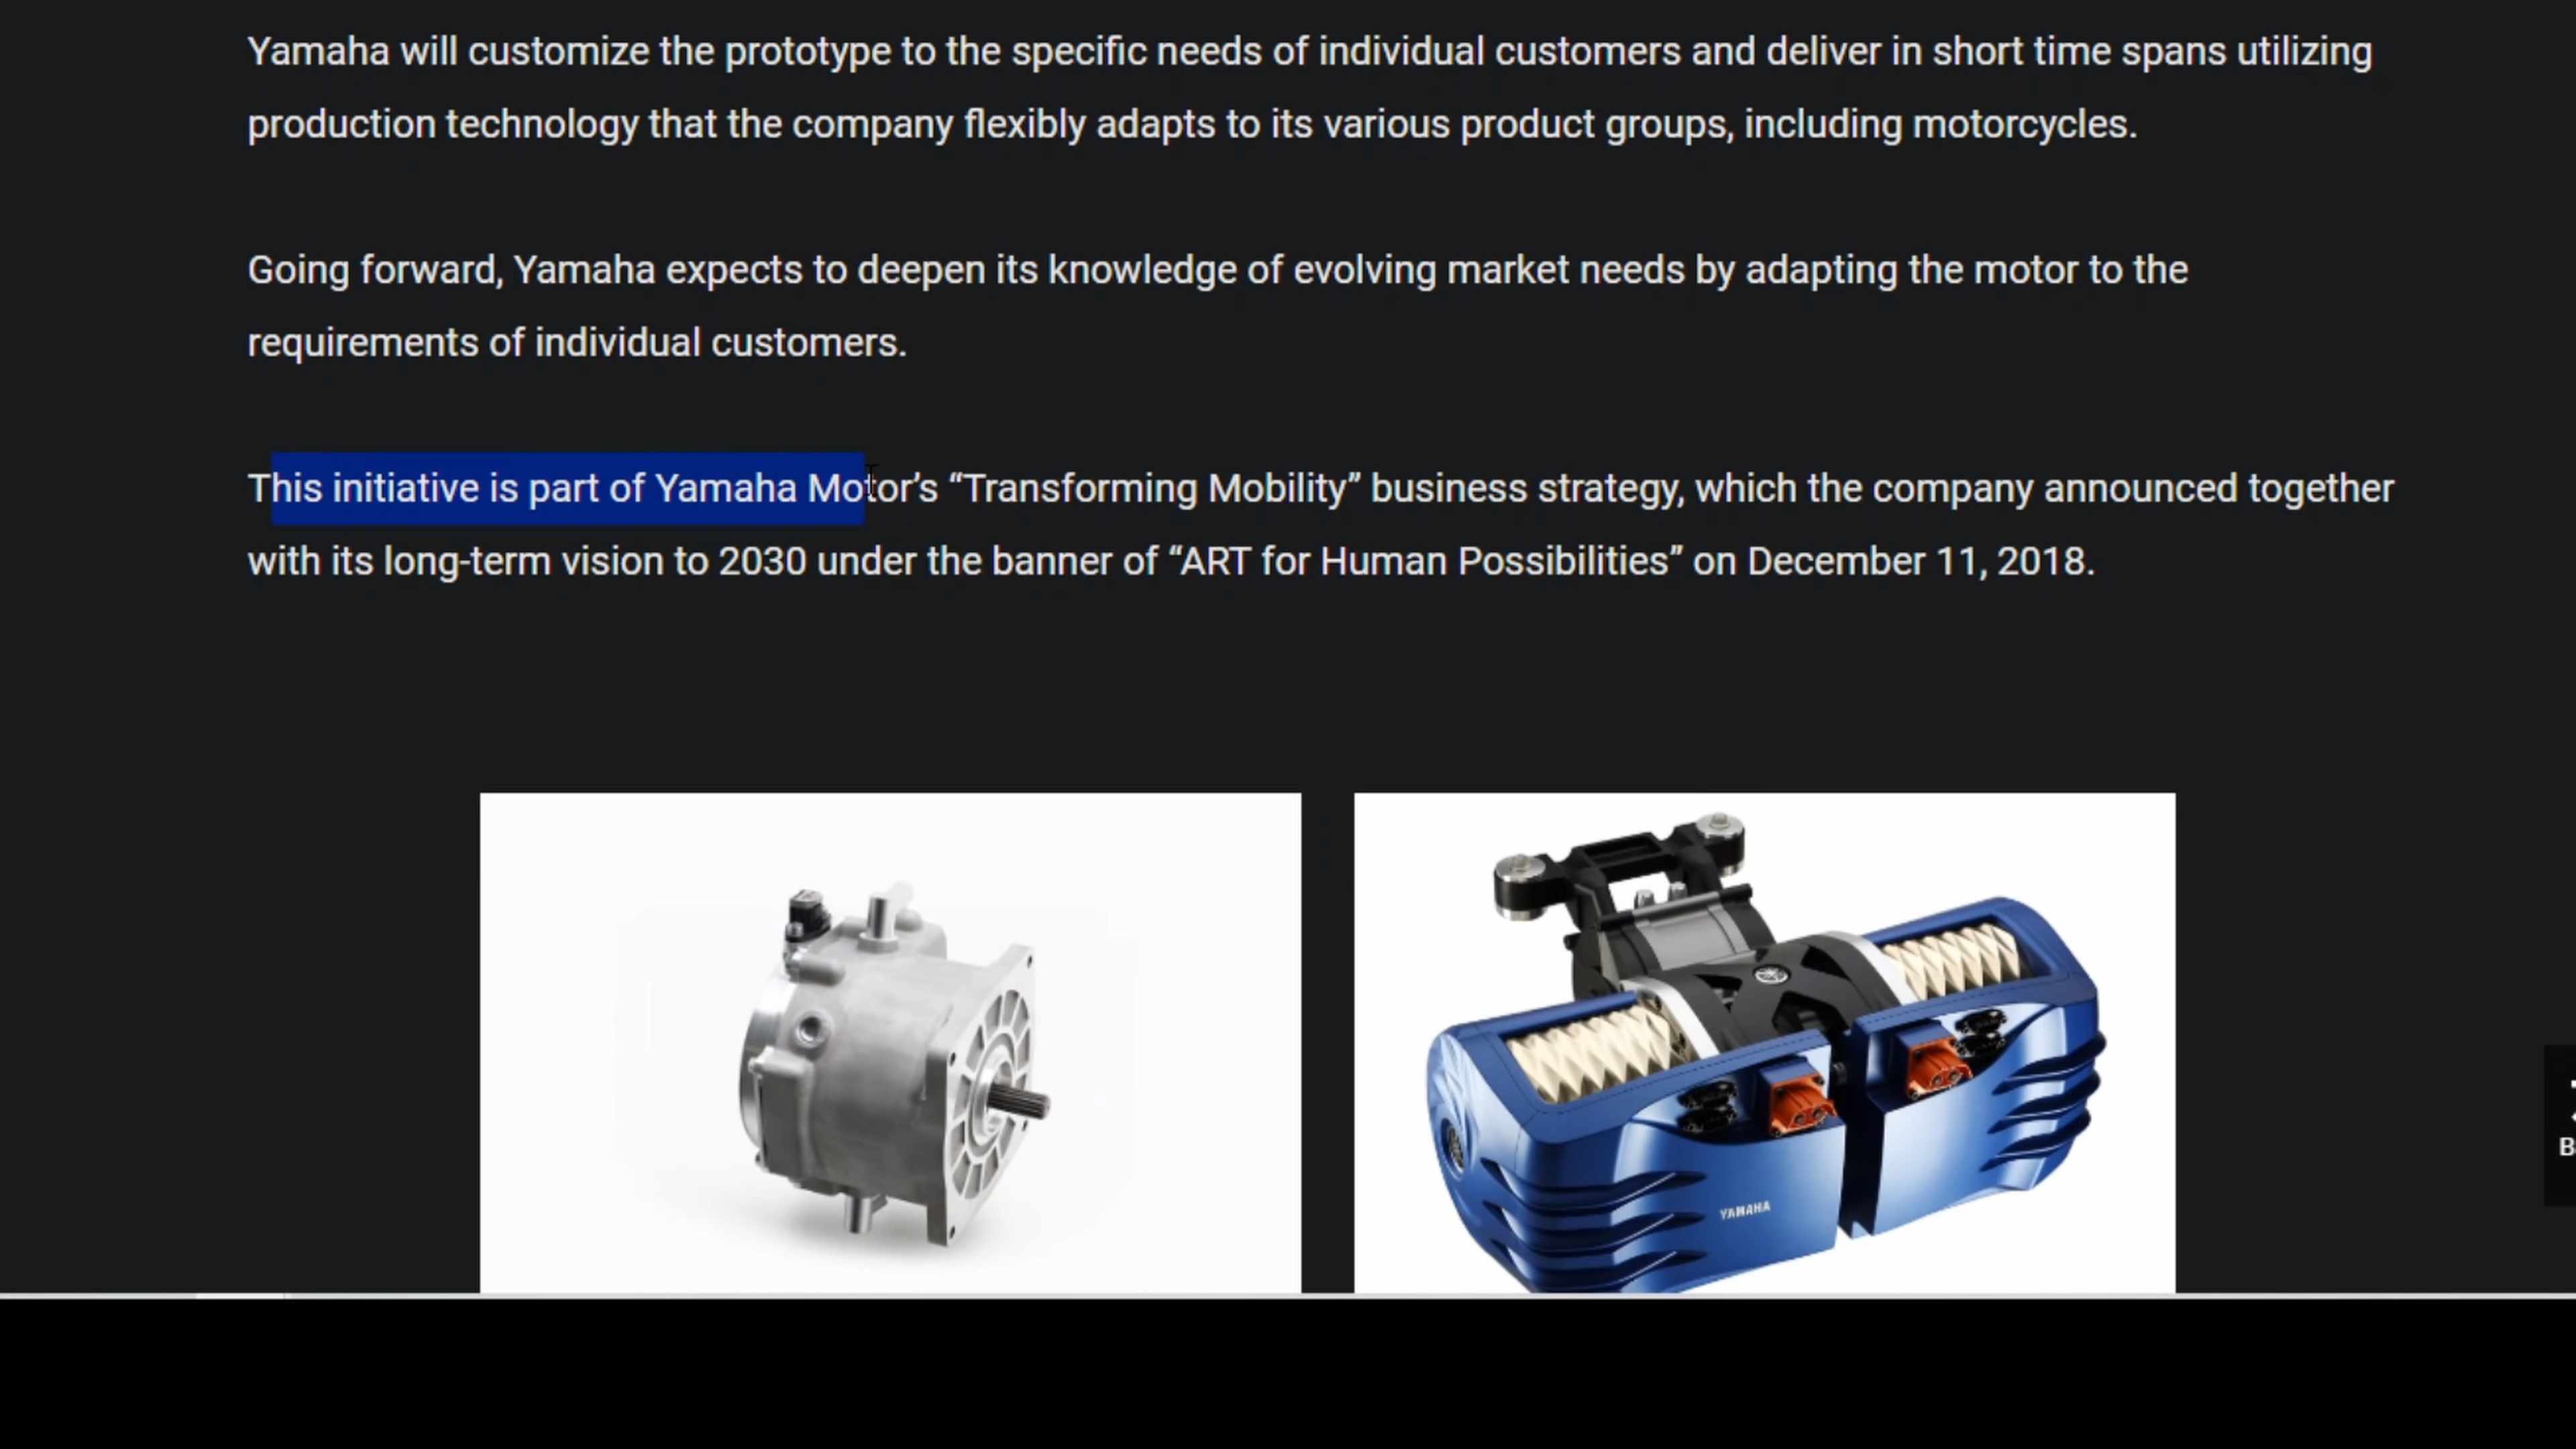 Yamaha will customize the prototype to the specific needs of individual customers and deliver in short time spans utilizing
production technology that the company flexibly adapts to its various product groups, including motorcycles.
Going forward, Yamaha expects to deepen its knowledge of evolving market needs by adapting the motor to the
requirements of individual customers.
This initiative is part of Yamaha Motor’s “Transforming Mobility” business strategy, which the company announced together
with its long-term vision to 2030 under the banner of “ART for Human Possibilities” on December 11, 2018.
YAMAHA